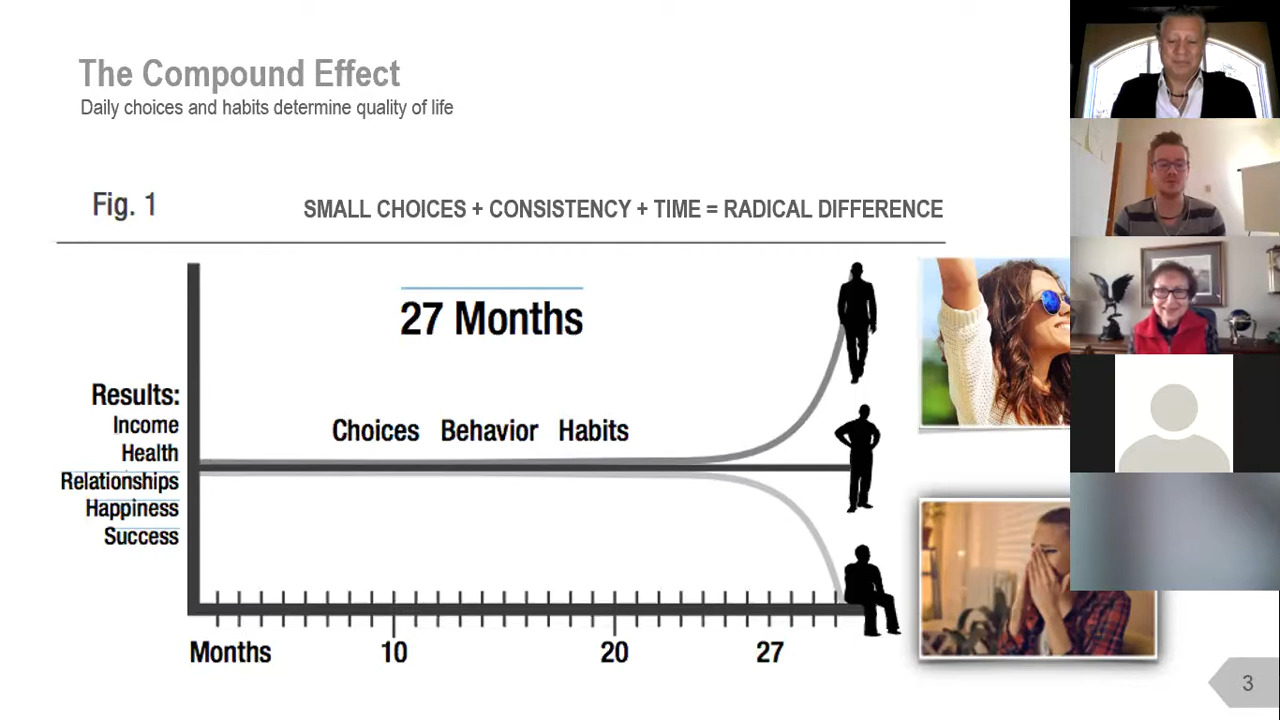 The Compound Effect
Daily choices and habits determine quality of life
Fig. 1
SMALL CHOICES + CONSISTENCY + TIME = RADICAL DIFFERENCE
27 Months
Results:
Income
Health
Relationships
Happiness
Success
Choices Behavior Habits
Months 10 20 27
3